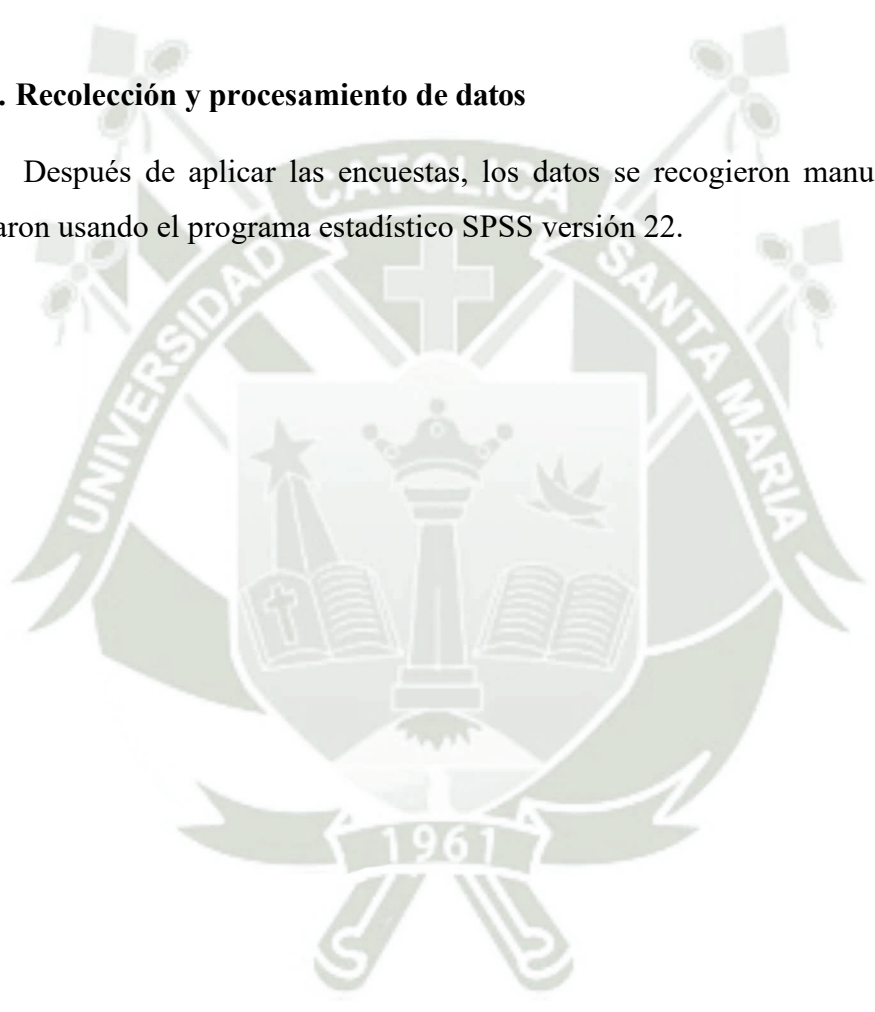 . Recolección y procesamiento de datos
Después de aplicar las encuestas, los datos se recogieron manu
aron usando el programa estadístico SPSS versión 22.
UNIVERSIDAD CATOLICA SANTA MARIA
1961